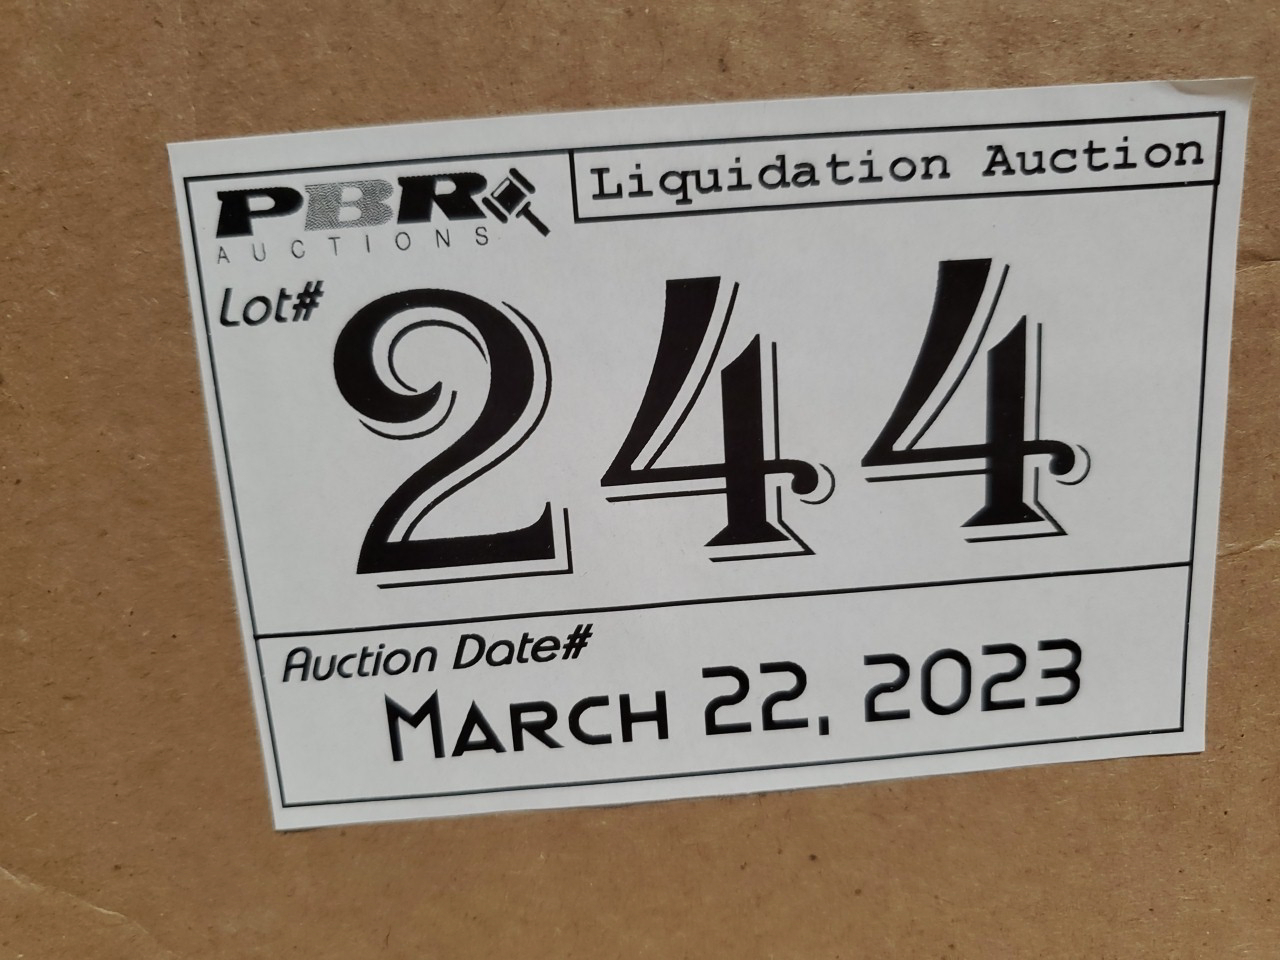 PBR
AUCTIONS
Liquidation Auction
Lot#
244
Auction Date#
MARCH 22, 2023